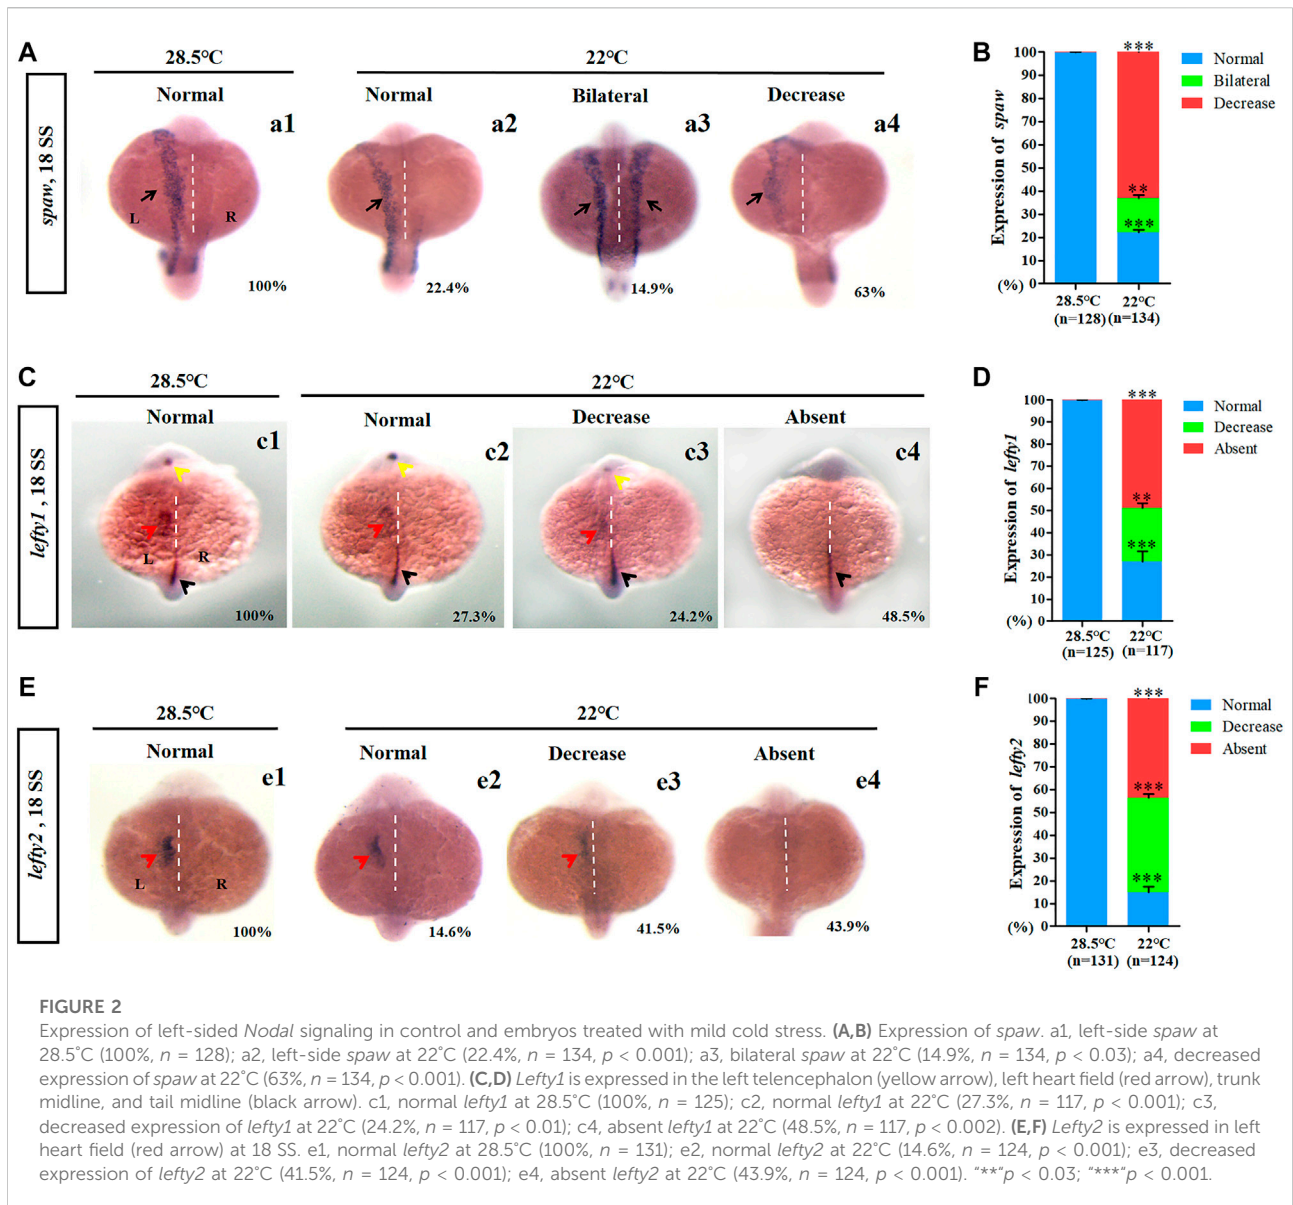 A
28.5°C
22°C
Normal
Normal
Bilateral
Decrease
spaw, 18 SS
a1
a2
a3
a4
L
R
100%
22.4%
14.9%
63%
B
Expression of spaw
100
90
80
70
60
50
40
30
20
10
0
(%)
***
**
***
Normal
Bilateral
Decrease
28.5°C
(n=128)
22°C
(n=134)
C
28.5°C
22°C
Normal
Normal
Decrease
Absent
lefty1 , 18 SS
c1
c2
c3
c4
L
R
100%
27.3%
24.2%
48.5%
D
Expression of lefty1
100
90
80
70
60
50
40
30
20
10
0
(%)
***
**
***
Normal
Decrease
Absent
28.5°C
(n=125)
22°C
(n=117)
E
28.5°C
22°C
Normal
Normal
Decrease
Absent
lefty2 , 18 SS
e1
e2
e3
e4
L
R
100%
14.6%
41.5%
43.9%
F
Expression of lefty2
100
90
80
70
60
50
40
30
20
10
0
(%)
***
***
***
Normal
Decrease
Absent
28.5°C
(n=131)
22°C
(n=124)
FIGURE 2
Expression of left-sided Nodal signaling in control and embryos treated with mild cold stress. (A,B) Expression of spaw. a1, left-side spaw at
28.5°C (100%, n = 128); a2, left-side spaw at 22°C (22.4%, n = 134, p < 0.001); a3, bilateral spaw at 22°C (14.9%, n = 134, p < 0.03); a4, decreased
expression of spaw at 22°C (63%, n = 134, p < 0.001). (C,D) Lefty1 is expressed in the left telencephalon (yellow arrow), left heart field (red arrow), trunk
midline, and tail midline (black arrow). c1, normal lefty1 at 28.5°C (100%, n = 125); c2, normal lefty1 at 22°C (27.3%, n = 117, p < 0.001); c3,
decreased expression of lefty1 at 22°C (24.2%, n = 117, p < 0.01); c4, absent lefty1 at 22°C (48.5%, n = 117, p < 0.002). (E,F) Lefty2 is expressed in left
heart field (red arrow) at 18 SS. e1, normal lefty2 at 28.5°C (100%, n = 131); e2, normal lefty2 at 22°C (14.6%, n = 124, p < 0.001); e3, decreased
expression of lefty2 at 22°C (41.5%, n = 124, p < 0.001); e4, absent lefty2 at 22°C (43.9%, n = 124, p < 0.001). "**"p < 0.03; "***"p < 0.001.